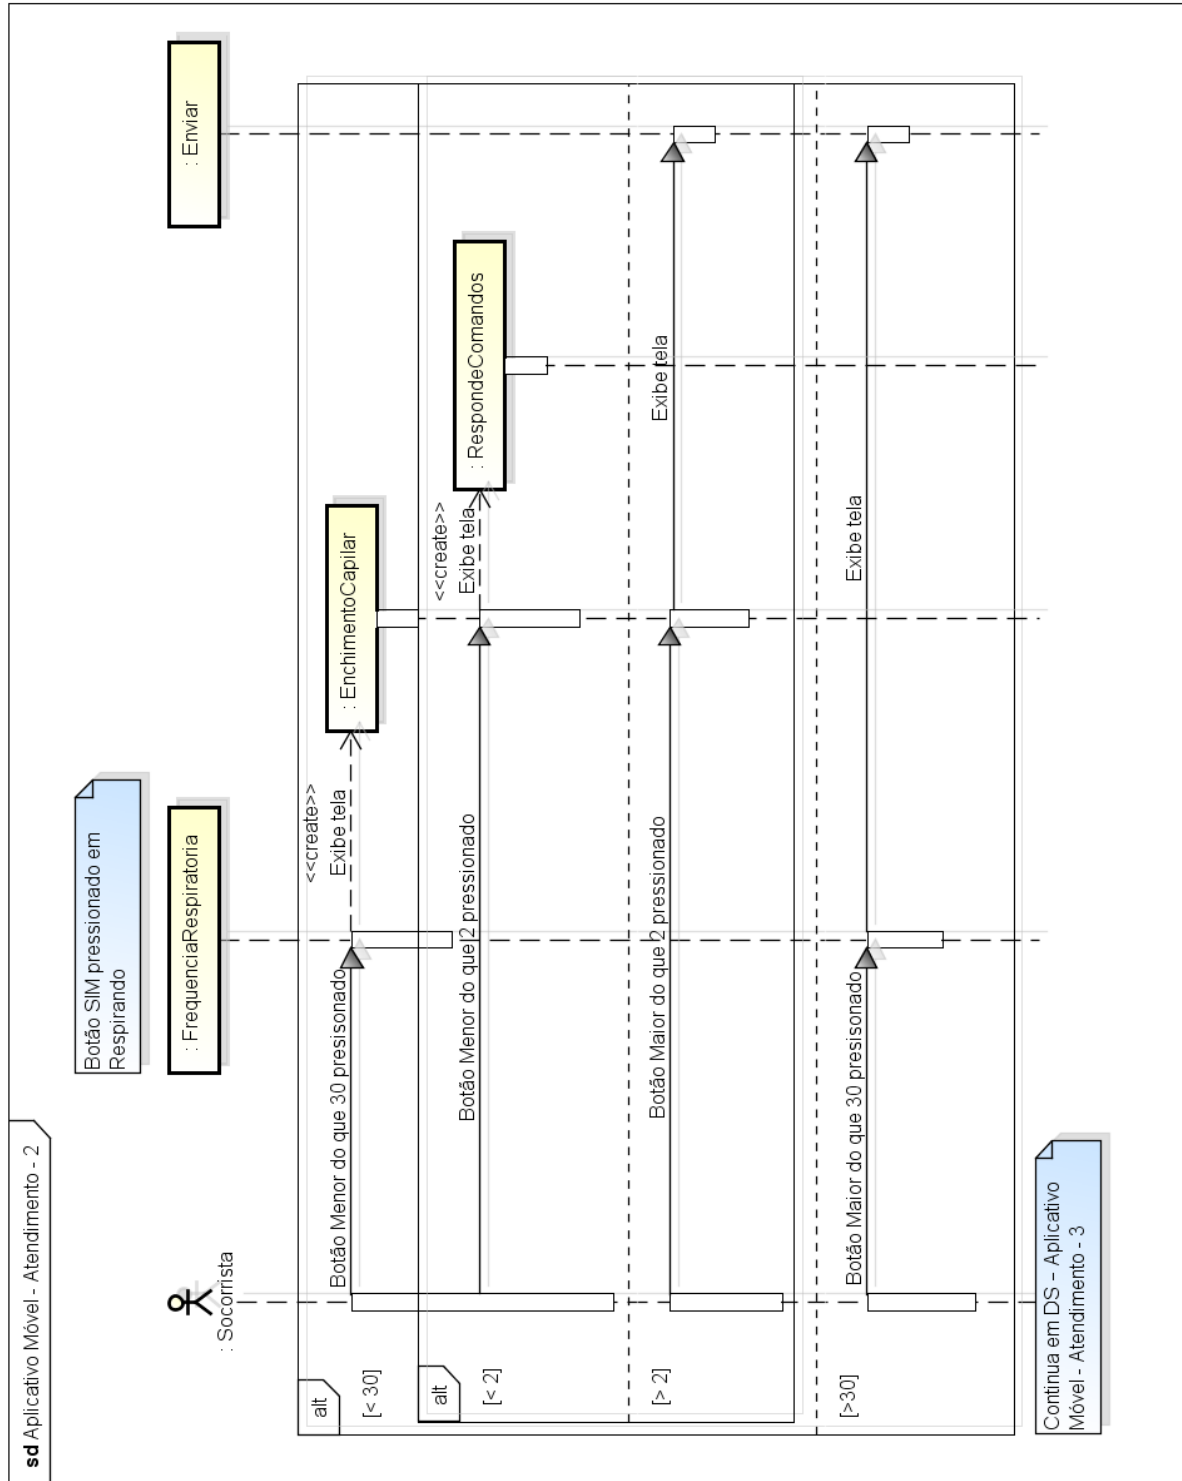 sd Aplicativo Móvel - Atendimento - 2
Botão SIM pressionado em
Respirando
: Socorrista
: FrequenciaRespiratoria
: Enviar
alt
[< 30]
Botão Menor do que 30 presisonado
<<create>>
Exibe tela
: EnchimentoCapilar
alt
[< 2]
Botão Menor do que 2 pressionado
<<create>>
Exibe tela
: RespondeComandos
[> 2]
Botão Maior do que 2 pressionado
Exibe tela
[>30]
Botão Maior do que 30 presisonado
Exibe tela
Continua em DS – Aplicativo
Móvel - Atendimento - 3